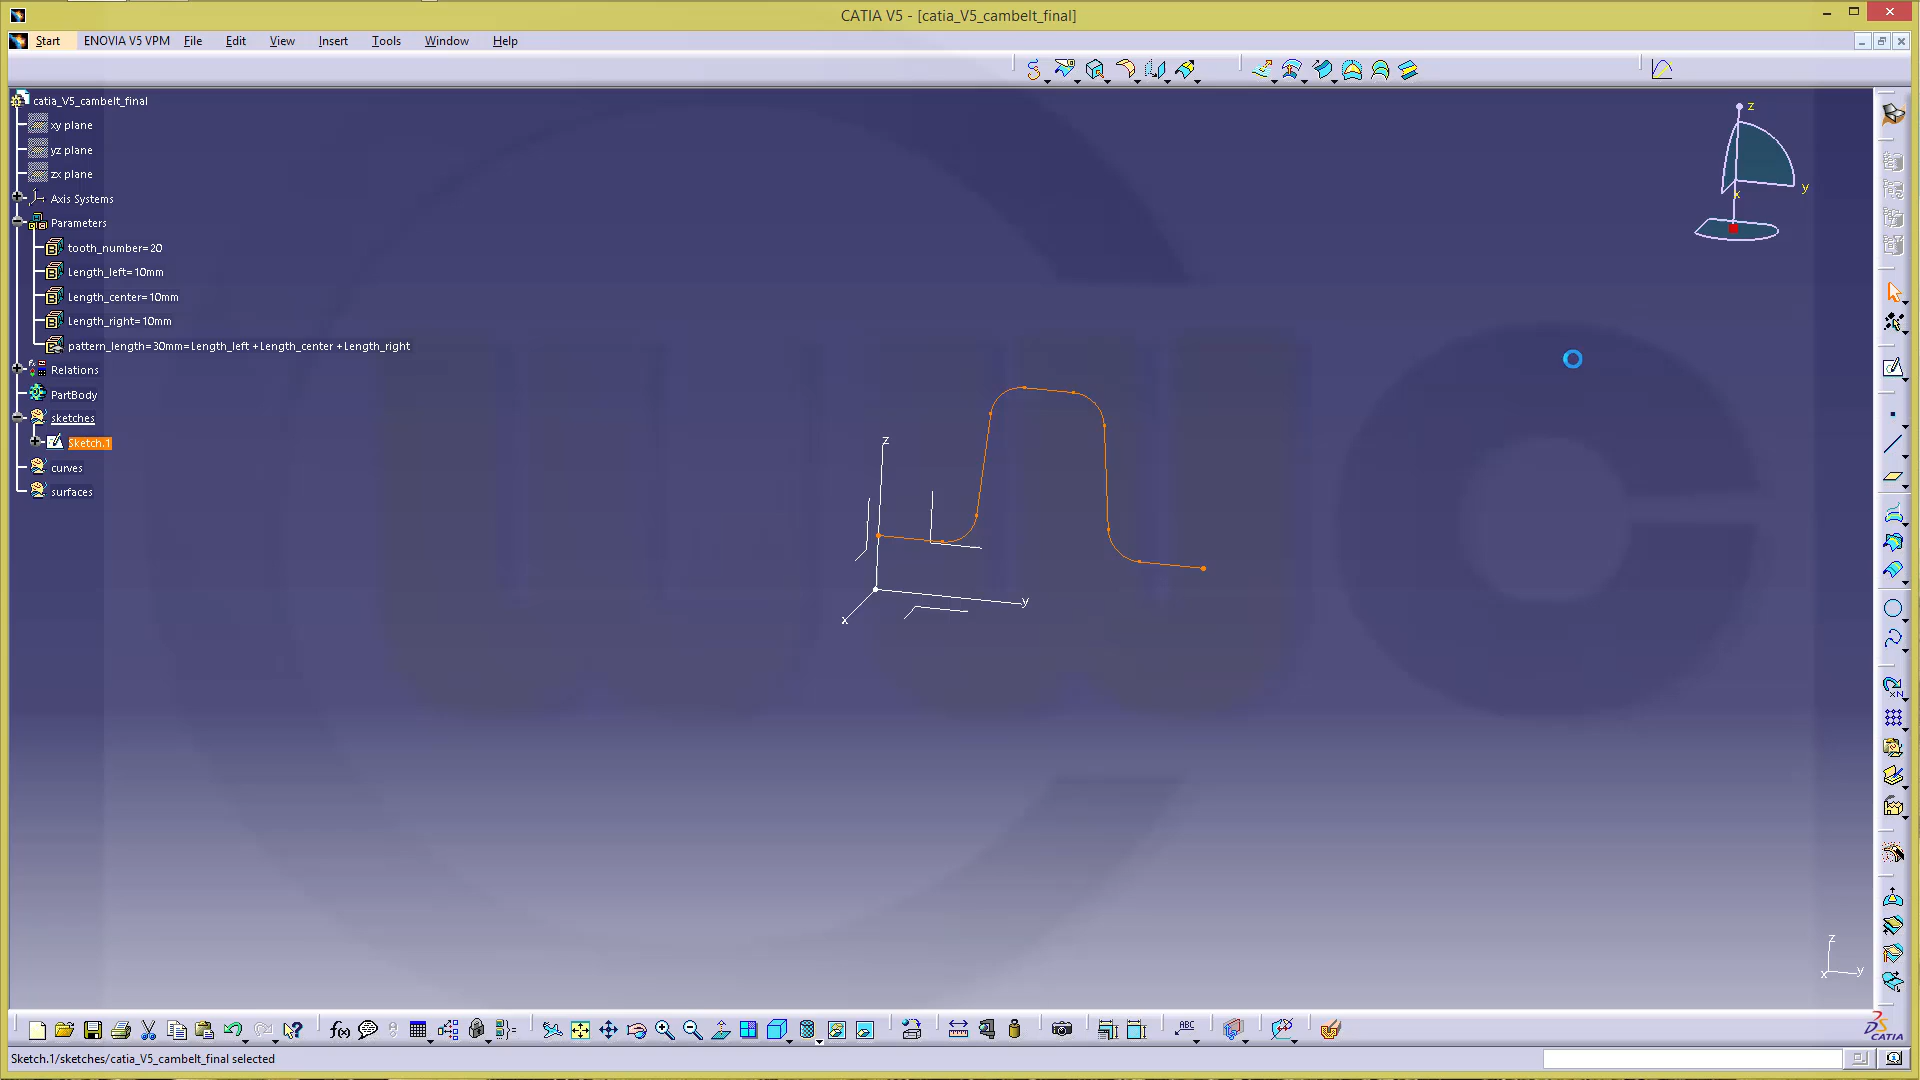 CATIA V5 - [catia_V5_cambelt_final]
Start ENOVIA V5 VPM File Edit View Insert Tools Window Help
catia_V5_cambelt_final
xy plane
yz plane
zx plane
Axis Systems
Parameters
tooth_number=20
Length_left=10mm
Length_center=10mm
Length_right=10mm
pattern_length=30mm=Length_left +Length_center +Length_right
Relations
PartBody
sketches
Sketch.1
curves
surfaces
z
y
x
z
y
x
z
y
x
f(x)
ABC
CATIA
Sketch.1/sketches/catia_V5_cambelt_final selected